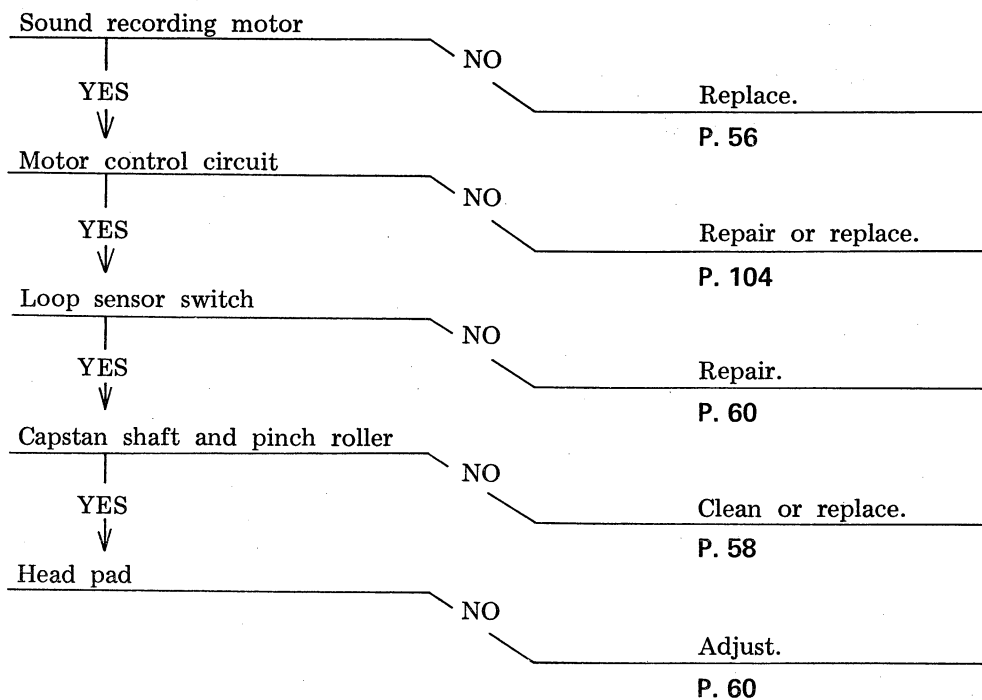 Sound recording motor
NO
YES
Replace.
P. 56
Motor control circuit
NO
YES
Repair or replace.
P. 104
Loop sensor switch
NO
YES
Repair.
P. 60
Capstan shaft and pinch roller
NO
YES
Clean or replace.
P. 58
Head pad
NO
Adjust.
P. 60